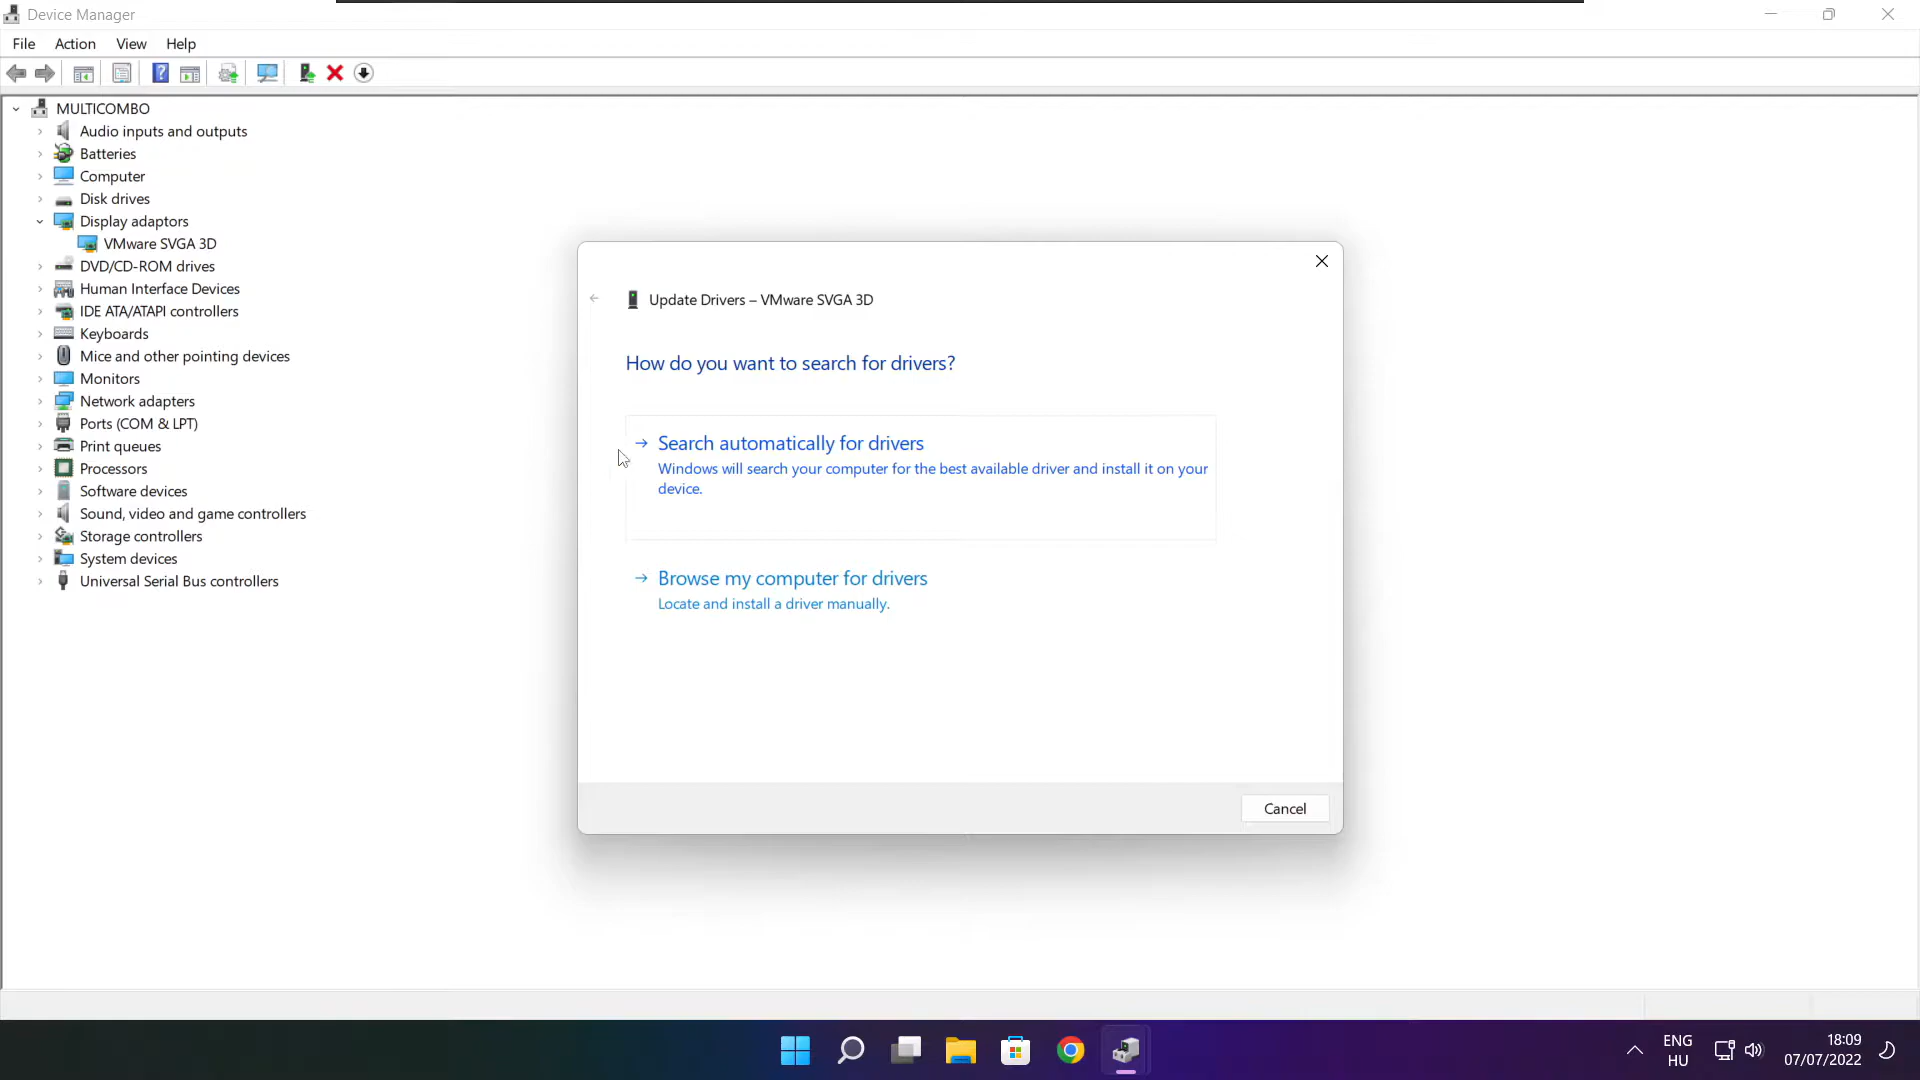 Device Manager
File Action View Help
MULTICOMBO
Audio inputs and outputs
Batteries
Computer
Disk drives
Display adaptors
VMware SVGA 3D
DVD/CD-ROM drives
Human Interface Devices
IDE ATA/ATAPI controllers
Keyboards
Mice and other pointing devices
Monitors
Network adapters
Ports (COM & LPT)
Print queues
Processors
Software devices
Sound, video and game controllers
Storage controllers
System devices
Universal Serial Bus controllers
Update Drivers – VMware SVGA 3D
How do you want to search for drivers?
Search automatically for drivers
Windows will search your computer for the best available driver and install it on your
device.
Browse my computer for drivers
Locate and install a driver manually.
Cancel
ENG
HU
18:09
07/07/2022